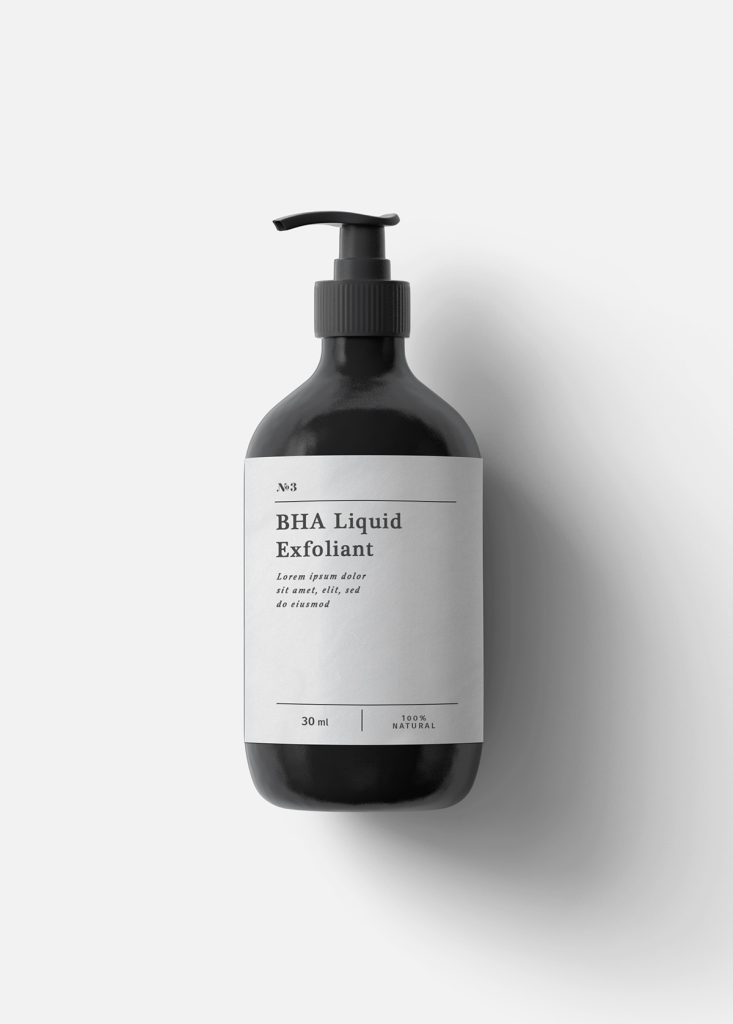 №3
BHA Liquid
Exfoliant
Lorem ipsum dolor
sit amet, elit, sed
do eiusmod
30 ml
100%
NATURAL